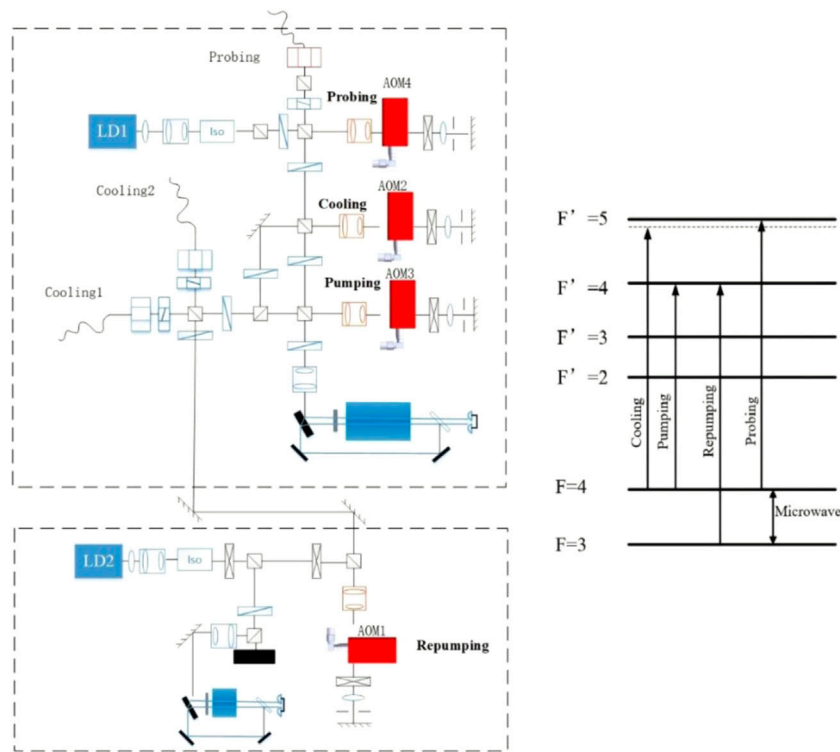 Probing
Probing
AOM4
LD1
Iso
Cooling2
Cooling
AOM2
Cooling1
Pumping
AOM3
LD2
Iso
AOM1
Repumping
F'=5
F'=4
F'=3
F'=2
Cooling
Pumping
Repumping
Probing
F=4
Microwave
F=3